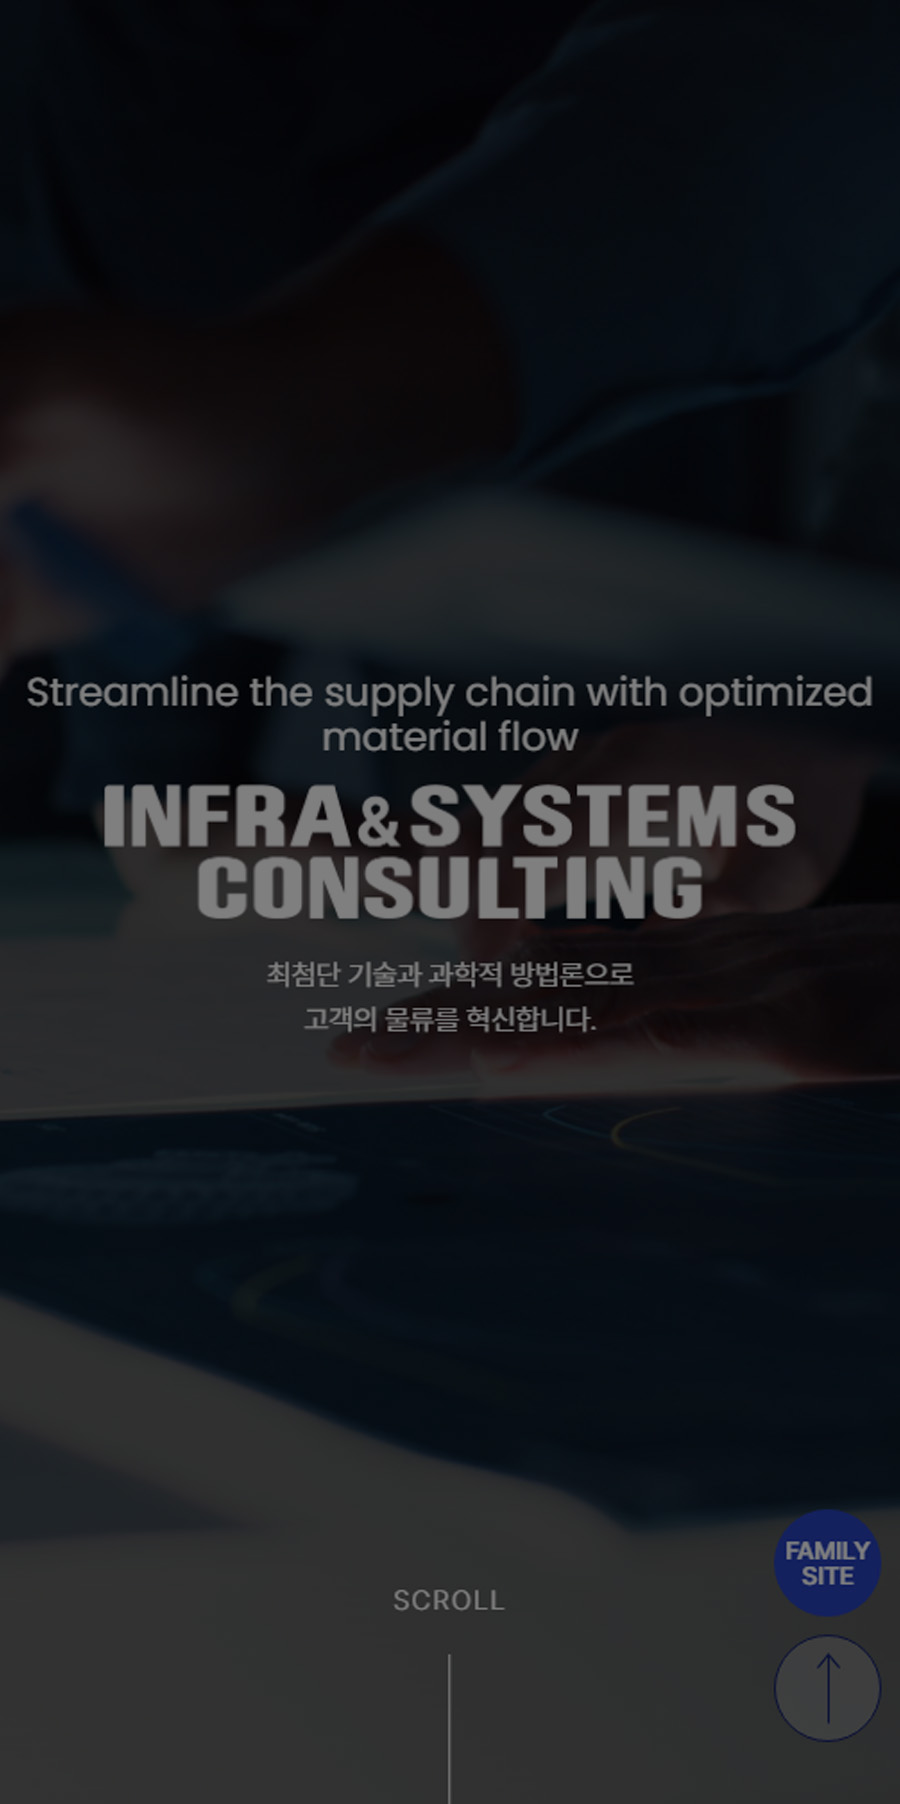 Streamline the supply chain with optimized
material flow
INFRA&SYSTEMS
CONSULTING
최첨단 기술과 과학적 방법론으로
고객의 물류를 혁신합니다.
FAMILY
SITE
SCROLL